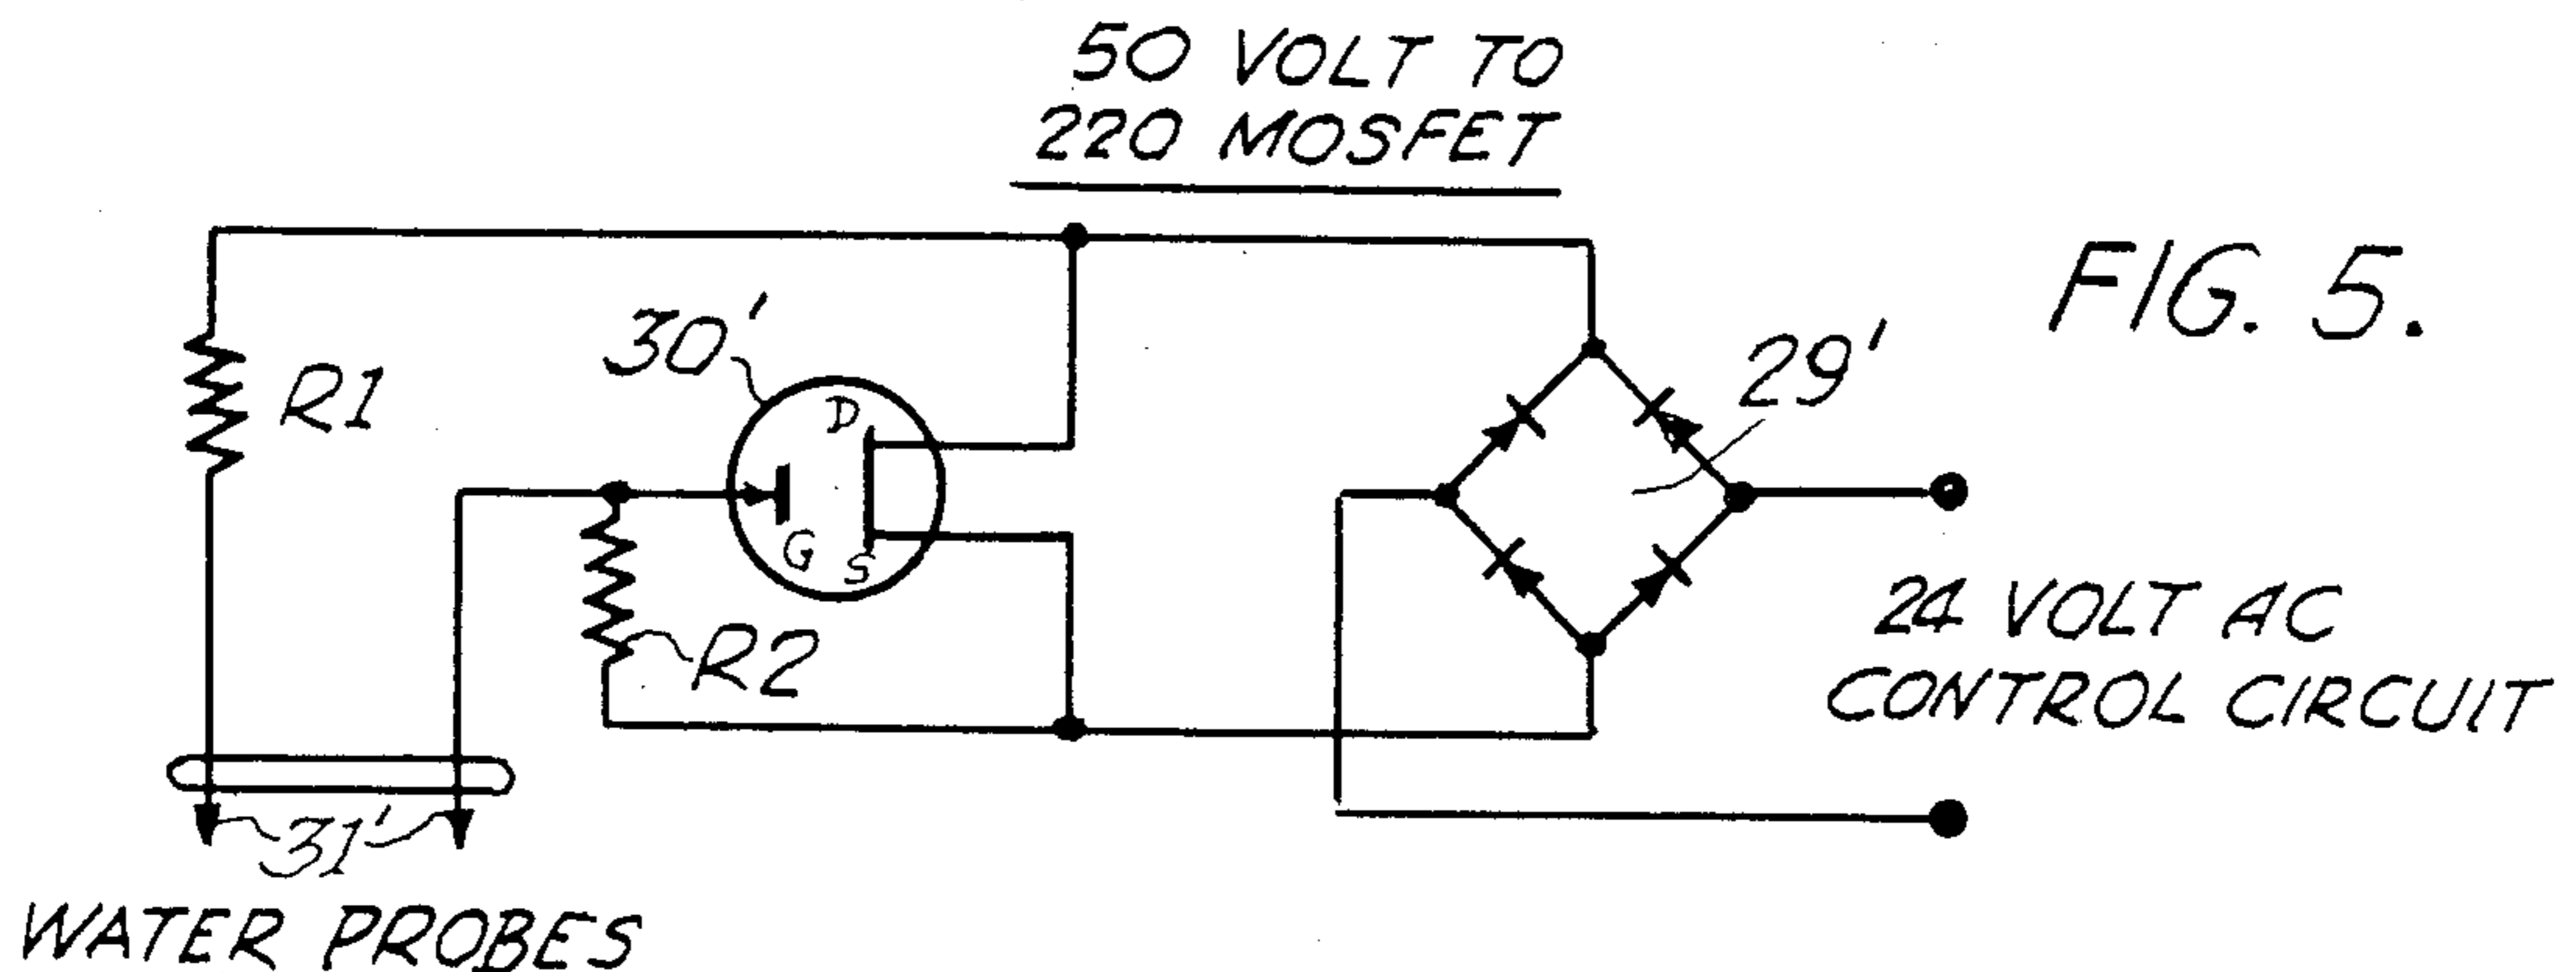 50 VOLT TO
220 MOSFET
FIG. 5.
30'
29'
R1
D
G
S
R2
24 VOLT AC
CONTROL CIRCUIT
31'
WATER PROBES